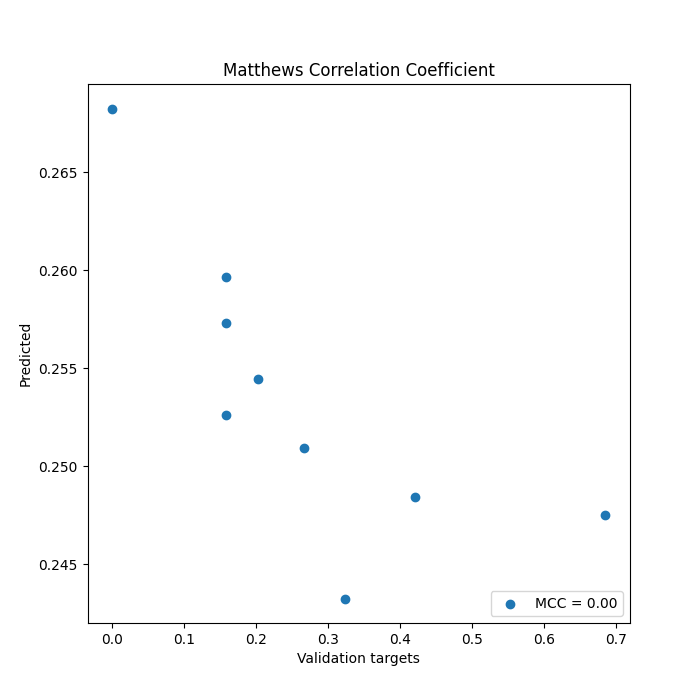 Matthews Correlation Coefficient
0.265
0.260
0.255
0.250
0.245
Predicted
MCC = 0.00
0.0 0.1 0.2 0.3 0.4 0.5 0.6 0.7
Validation targets